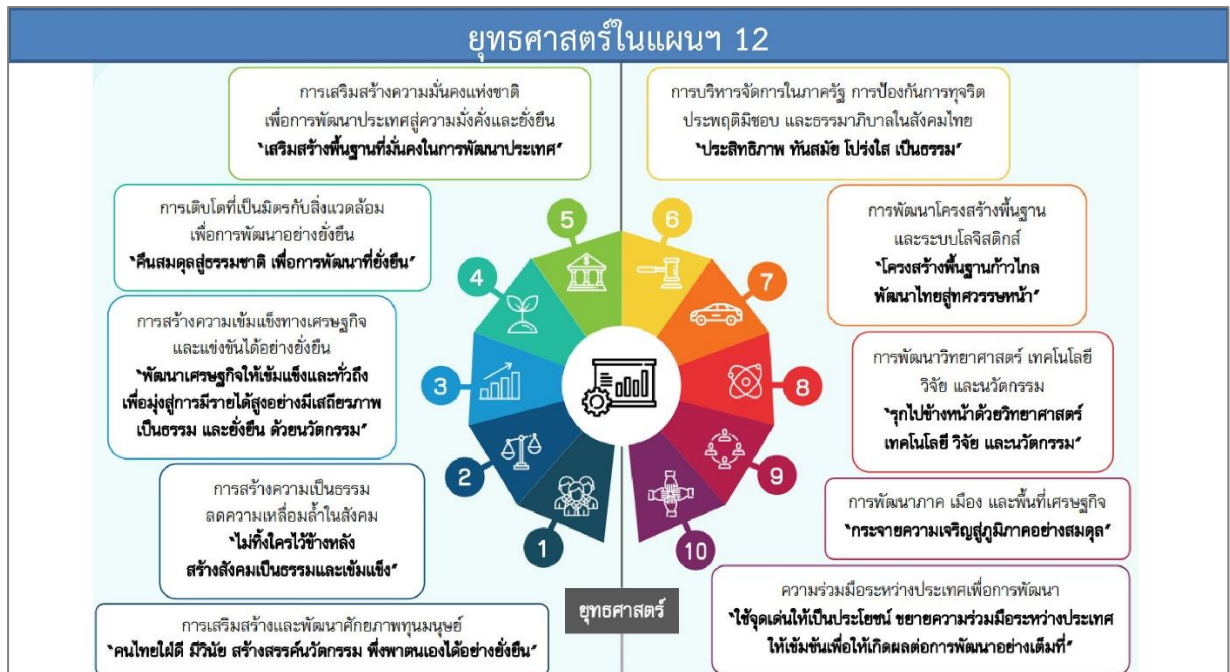 ยุทธศาสตร์ในแผนฯ 12
การเสริมสร้างความมั่นคงแห่งชาติ
เพื่อการพัฒนาประเทศสู่ความมั่งคั่งและยั่งยืน
"เสริมสร้างพื้นฐานที่มั่นคงในการพัฒนาประเทศ"
การเติบโตที่เป็นมิตรกับสิ่งแวดล้อม
เพื่อการพัฒนาอย่างยั่งยืน
"คืนสมดุลสู่ธรรมชาติ เพื่อการพัฒนาที่ยั่งยืน"
การสร้างความเข้มแข็งทางเศรษฐกิจ
และแข่งขันได้อย่างยั่งยืน
"พัฒนาเศรษฐกิจให้เข้มแข็งและทั่วถึง
เพื่อมุ่งสู่การมีรายได้สูงอย่างมีเสถียรภาพ
เป็นธรรม และยั่งยืน ด้วยนวัตกรรม"
การสร้างความเป็นธรรม
ลดความเหลื่อมล้ำในสังคม
"ไม่ทิ้งใครไว้ข้างหลัง
สร้างสังคมเป็นธรรมและเข้มแข็ง"
การเสริมสร้างและพัฒนาศักยภาพทุนมนุษย์
"คนไทยใฝ่ดี มีวินัย สร้างสรรค์นวัตกรรม พึ่งพาตนเองได้อย่างยั่งยืน"
5
4
3
2
1
6
7
8
9
10
$
ยุทธศาสตร์
การบริหารจัดการในภาครัฐ การป้องกันการทุจริต
ประพฤติมิชอบ และธรรมาภิบาลในสังคมไทย
"ประสิทธิภาพ ทันสมัย โปร่งใส เป็นธรรม"
การพัฒนาโครงสร้างพื้นฐาน
และระบบโลจิสติกส์
"โครงสร้างพื้นฐานก้าวไกล
พัฒนาไทยสู่ทศวรรษหน้า"
การพัฒนาวิทยาศาสตร์ เทคโนโลยี
วิจัย และนวัตกรรม
"รุกไปข้างหน้าด้วยวิทยาศาสตร์
เทคโนโลยี วิจัย และนวัตกรรม"
การพัฒนาภาค เมือง และพื้นที่เศรษฐกิจ
"กระจายความเจริญสู่ภูมิภาคอย่างสมดุล"
ความร่วมมือระหว่างประเทศเพื่อการพัฒนา
"ใช้จุดเด่นให้เป็นประโยชน์ ขยายความร่วมมือระหว่างประเทศ
ให้เข้มข้นเพื่อให้เกิดผลต่อการพัฒนาอย่างเต็มที่"